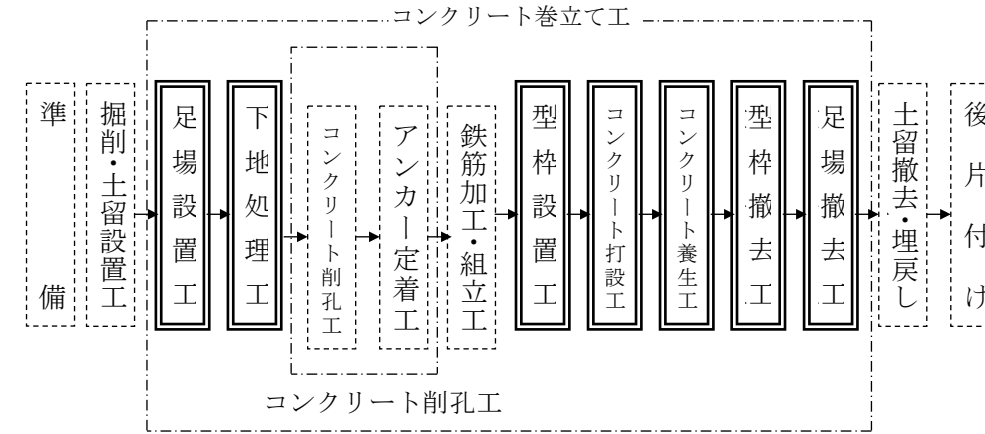 コンクリート巻立て工
準備
掘削・土留設置工
足場設置工
下地処理工
コンクリート削孔工
アンカー定着工
鉄筋加工・組立工
型枠設置工
コンクリート打設工
コンクリート養生工
型枠撤去工
足場撤去工
土留撤去・埋戻し
後片付け
コンクリート削孔工